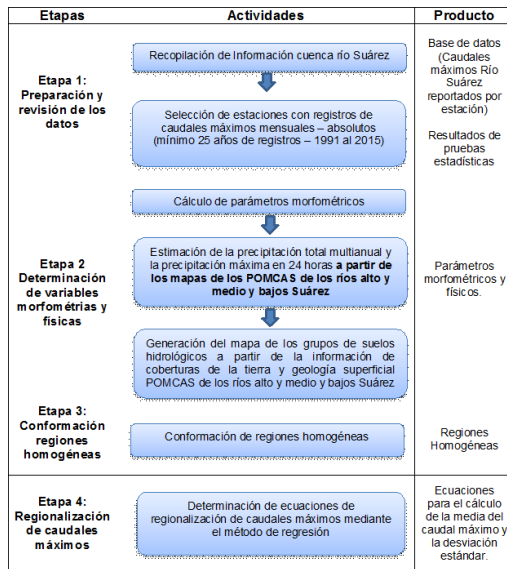 Etapas
Actividades
Producto
Etapa 1:
Preparación y
revisión de los
datos
Recopilación de Información cuenca río Suárez
Selección de estaciones con registros de
caudales máximos mensuales – absolutos
(mínimo 25 años de registros – 1991 al 2015)
Base de datos
(Caudales
máximos Río
Suárez
reportados por
estación)
Resultados de
pruebas
estadísticas
Etapa 2
Determinación
de variables
morfométrias y
físicas
Cálculo de parámetros morfométricos
Estimación de la precipitación total multianual y
la precipitación máxima en 24 horas a partir de
los mapas de los POMCAS de los ríos alto y
medio y bajos Suárez
Generación del mapa de los grupos de suelos
hidrológicos a partir de la información de
coberturas de la tierra y geología superficial
POMCAS de los ríos alto y medio y bajos Suárez
Parámetros
morfométricos y
físicos.
Etapa 3:
Conformación
regiones
homogéneas
Conformación de regiones homogéneas
Regiones
Homogéneas
Etapa 4:
Regionalización
de caudales
máximos
Determinación de ecuaciones de
regionalización de caudales máximos mediante
el método de regresión
Ecuaciones
para el cálculo
de la media del
caudal máximo y
la desviación
estándar.